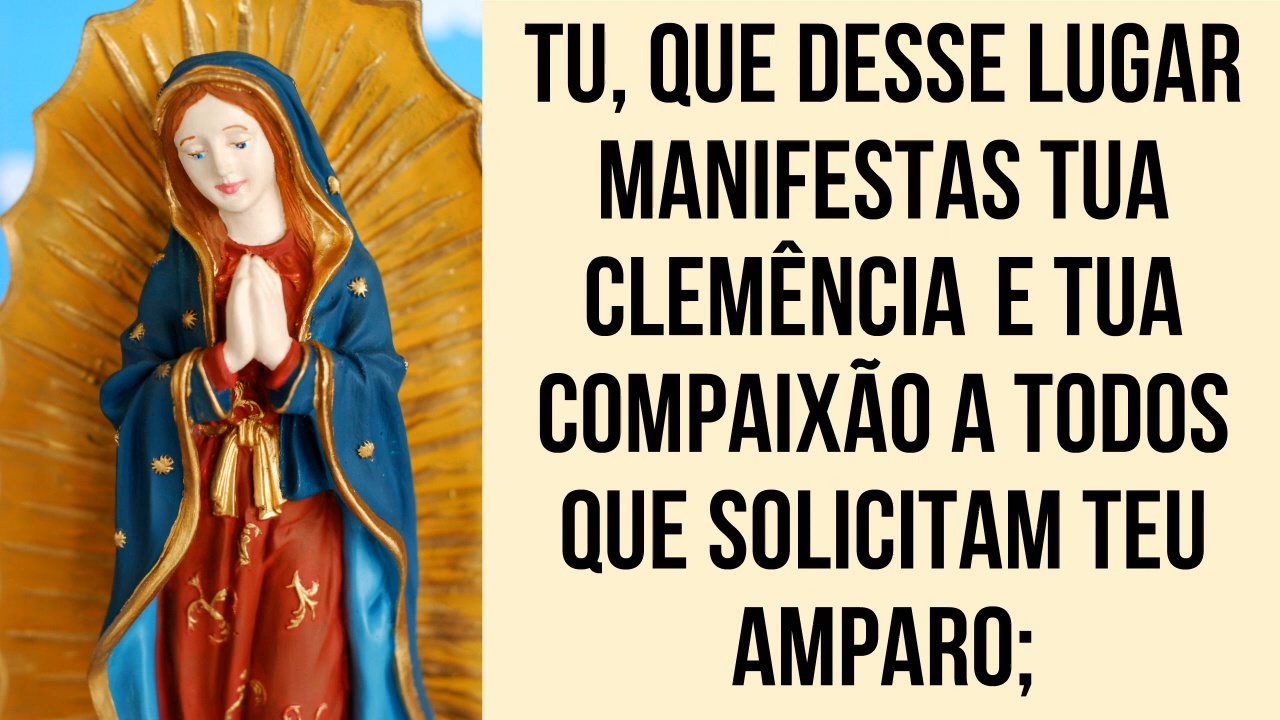 TU, QUE DESSE LUGAR
MANIFESTAS TUA
CLEMÊNCIA E TUA
COMPAIXÃO A TODOS
QUE SOLICITAM TEU
AMPARO;